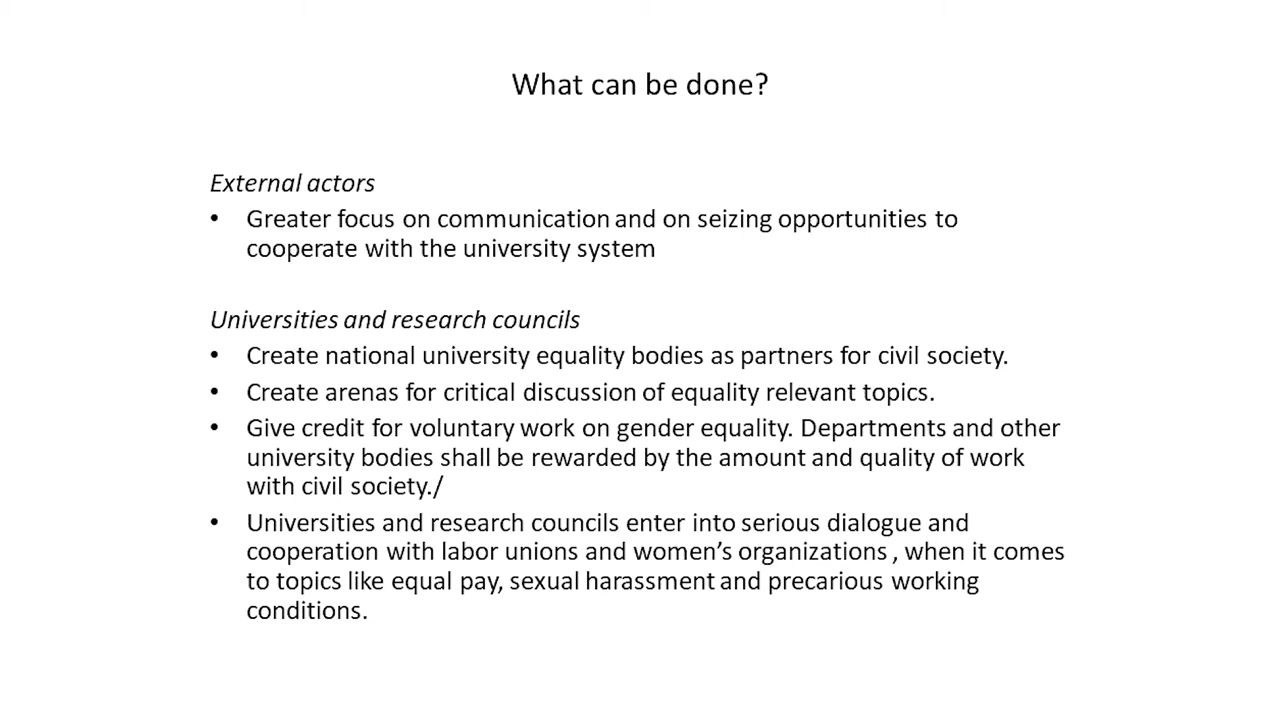 What can be done?
External actors
• Greater focus on communication and on seizing opportunities to
cooperate with the university system
Universities and research councils
• Create national university equality bodies as partners for civil society.
• Create arenas for critical discussion of equality relevant topics.
• Give credit for voluntary work on gender equality. Departments and other
university bodies shall be rewarded by the amount and quality of work
with civil society./
• Universities and research councils enter into serious dialogue and
cooperation with labor unions and women’s organizations , when it comes
to topics like equal pay, sexual harassment and precarious working
conditions.